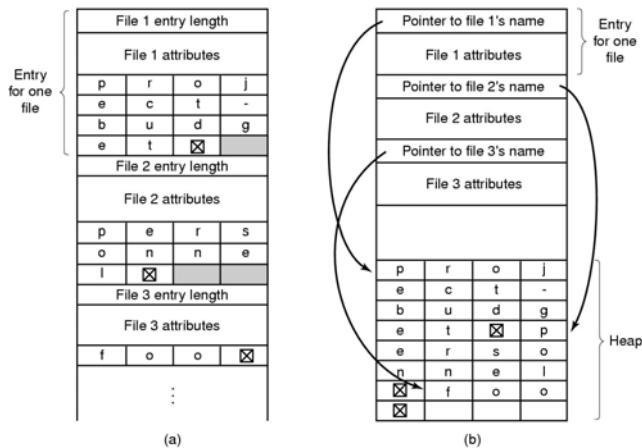 File 1 entry length
File 1 attributes
p r o j
e c t -
b u d g
e t
File 2 entry length
File 2 attributes
p e r s
o n n e
l
File 3 entry length
File 3 attributes
f o o
Entry
for one
file
(a)
Pointer to file 1's name
File 1 attributes
Pointer to file 2's name
File 2 attributes
Pointer to file 3's name
File 3 attributes
p r o j
e c t -
b u d g
e t p
e r s o
n n e l
f o o
Entry
for one
file
Heap
(b)